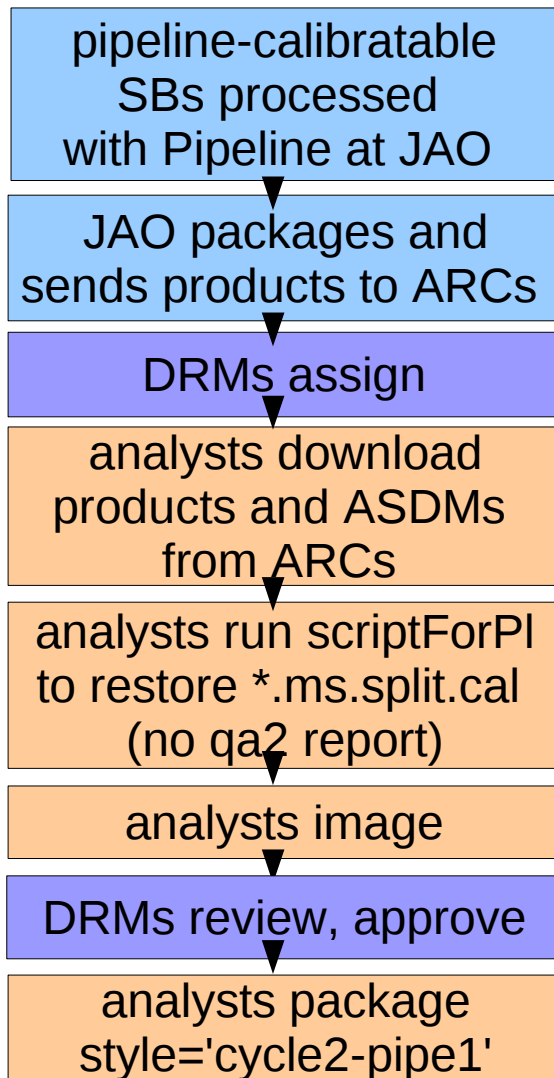 pipeline-calibratable
SBs processed
with Pipeline at JAO
JAO packages and
sends products to ARCs
DRMs assign
analysts download
products and ASDMs
from ARCs
analysts run scriptForPI
to restore *.ms.split.cal
(no qa2 report)
analysts image
DRMs review, approve
analysts package
style='cycle2-pipe1'